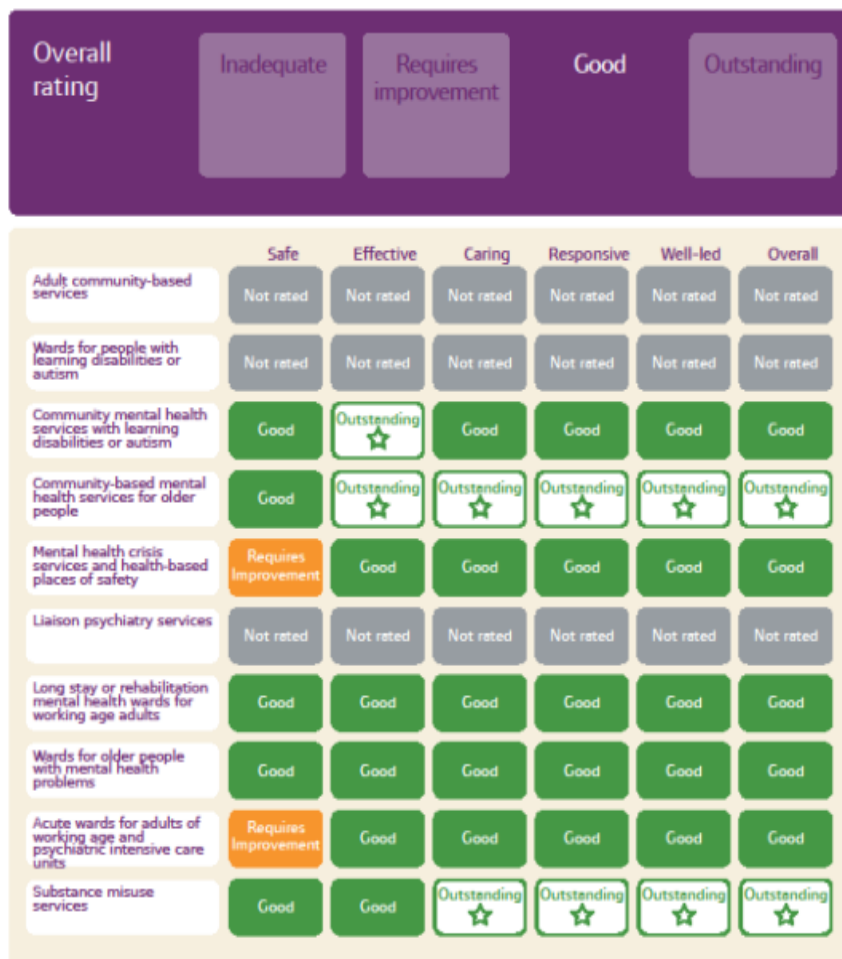 Overall
rating
Inadequate
Requires
improvement
Good
Outstanding
Safe Effective Caring Responsive Well-led Overall
Adult community-based
services
Not rated Not rated Not rated Not rated Not rated Not rated
Wards for people with
learning disabilities or
autism
Not rated Not rated Not rated Not rated Not rated Not rated
Community mental health
services with learning
disabilities or autism
Good Outstanding Good Good Good Good
Community-based mental
health services for older
people
Good Outstanding Outstanding Outstanding Outstanding Outstanding
Mental health crisis
services and health-based
places of safety
Requires
Improvement
Good Good Good Good Good
Liaison psychiatry services
Not rated Not rated Not rated Not rated Not rated Not rated
Long stay or rehabilitation
mental health wards for
working age adults
Good Good Good Good Good Good
Wards for older people
with mental health
problems
Good Good Good Good Good Good
Acute wards for adults of
working age and
psychiatric intensive care
units
Requires
Improvement
Good Good Good Good Good
Substance misuse
services
Good Good Outstanding Outstanding Outstanding Outstanding